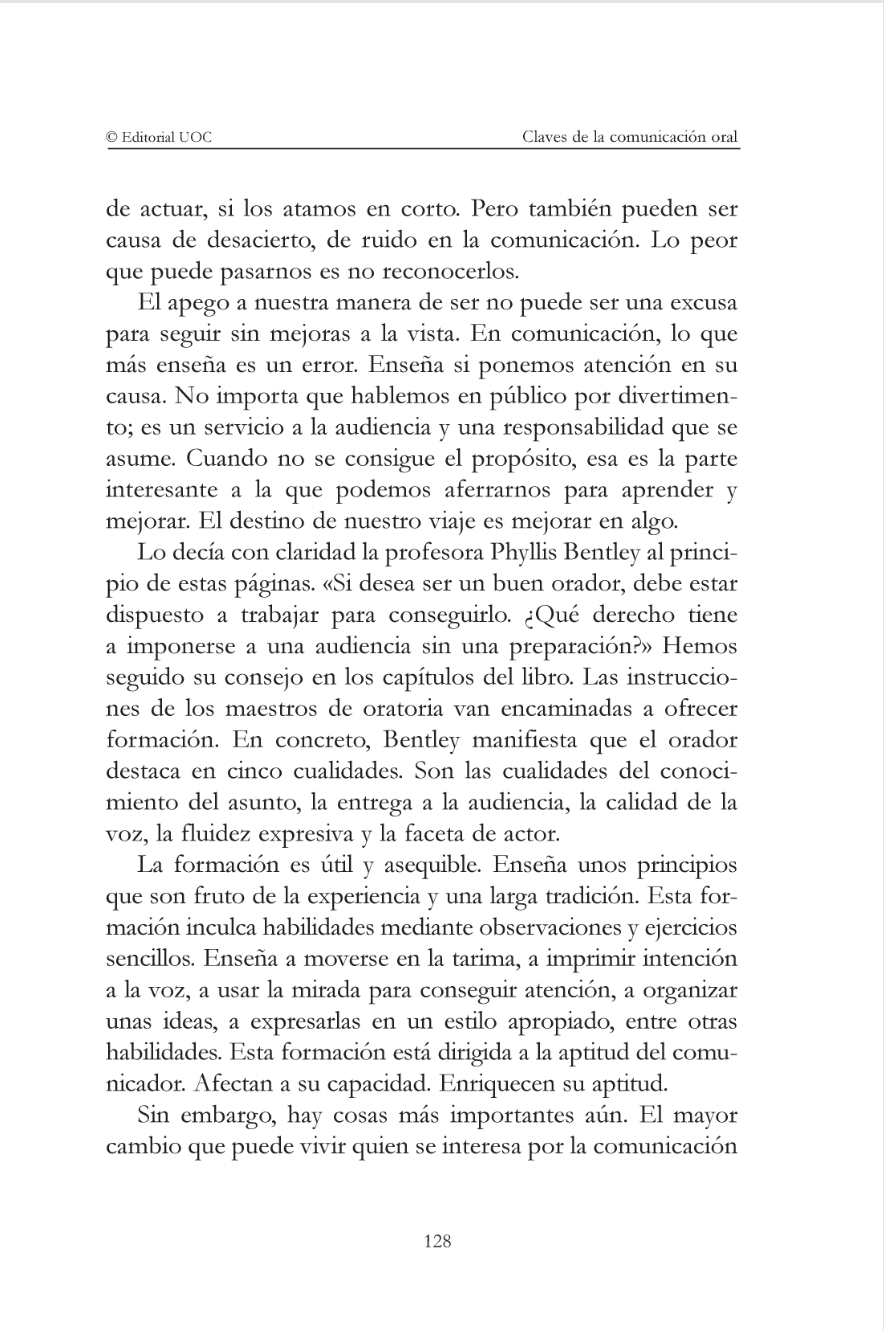 © Editorial UOC
Claves de la comunicación oral
de actuar, si los atamos en corto. Pero también pueden ser
causa de desacierto, de ruido en la comunicación. Lo peor
que puede pasarnos es no reconocerlos.
El apego a nuestra manera de ser no puede ser una excusa
para seguir sin mejoras a la vista. En comunicación, lo que
más enseña es un error. Enseña si ponemos atención en su
causa. No importa que hablemos en público por divertimen-
to; es un servicio a la audiencia y una responsabilidad que se
asume. Cuando no se consigue el propósito, esa es la parte
interesante a la que podemos aferrarnos para aprender y
mejorar. El destino de nuestro viaje es mejorar en algo.
Lo decía con claridad la profesora Phyllis Bentley al princi-
pio de estas páginas. «Si desea ser un buen orador, debe estar
dispuesto a trabajar para conseguirlo. ¿Qué derecho tiene
a imponerse a una audiencia sin una preparación?» Hemos
seguido su consejo en los capítulos del libro. Las instruccio-
nes de los maestros de oratoria van encaminadas a ofrecer
formación. En concreto, Bentley manifiesta que el orador
destaca en cinco cualidades. Son las cualidades del conoci-
miento del asunto, la entrega a la audiencia, la calidad de la
voz, la fluidez expresiva y la faceta de actor.
La formación es útil y asequible. Enseña unos principios
que son fruto de la experiencia y una larga tradición. Esta for-
mación inculca habilidades mediante observaciones y ejercicios
sencillos. Enseña a moverse en la tarima, a imprimir intención
a la voz, a usar la mirada para conseguir atención, a organizar
unas ideas, a expresarlas en un estilo apropiado, entre otras
habilidades. Esta formación está dirigida a la aptitud del comu-
nicador. Afectan a su capacidad. Enriquecen su aptitud.
Sin embargo, hay cosas más importantes aún. El mayor
cambio que puede vivir quien se interesa por la comunicación
128